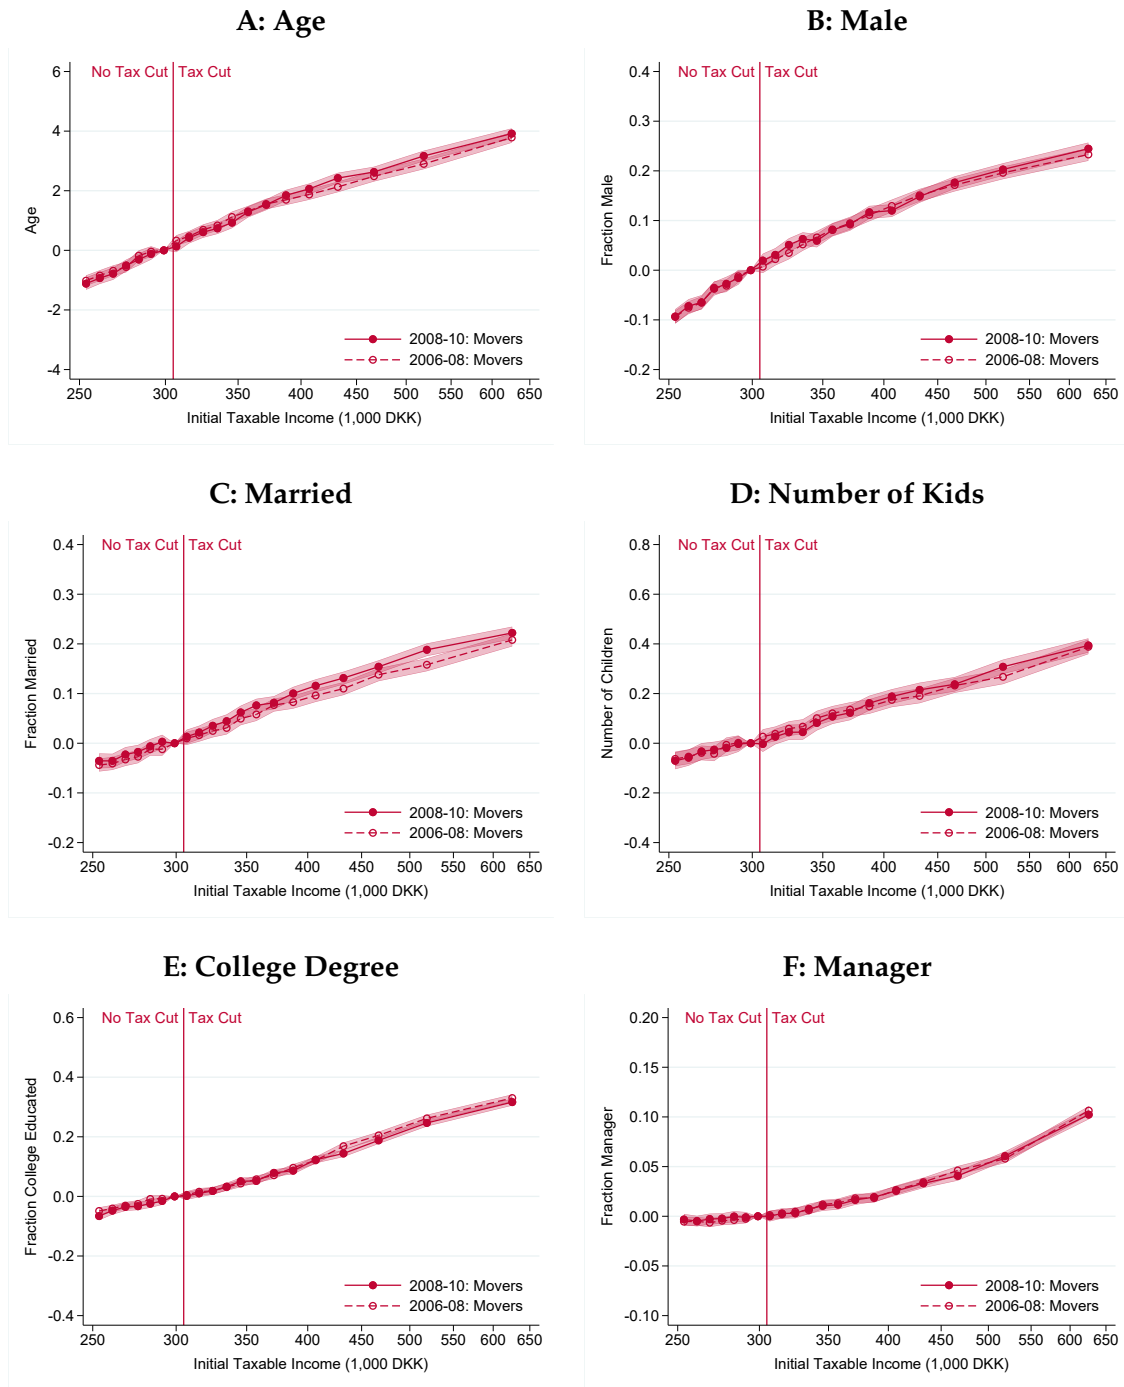 A: Age
No Tax Cut Tax Cut
6
4
2
0
-2
-4
Age
2008-10: Movers
2006-08: Movers
250 300 350 400 450 500 550 600 650
Initial Taxable Income (1,000 DKK)
B: Male
No Tax Cut Tax Cut
0.4
0.3
0.2
0.1
0.0
-0.1
-0.2
Fraction Male
2008-10: Movers
2006-08: Movers
250 300 350 400 450 500 550 600 650
Initial Taxable Income (1,000 DKK)
C: Married
No Tax Cut Tax Cut
0.4
0.3
0.2
0.1
0.0
-0.1
-0.2
Fraction Married
2008-10: Movers
2006-08: Movers
250 300 350 400 450 500 550 600 650
Initial Taxable Income (1,000 DKK)
D: Number of Kids
No Tax Cut Tax Cut
0.8
0.6
0.4
0.2
0.0
-0.2
-0.4
Number of Children
2008-10: Movers
2006-08: Movers
250 300 350 400 450 500 550 600 650
Initial Taxable Income (1,000 DKK)
E: College Degree
No Tax Cut Tax Cut
0.6
0.4
0.2
0.0
-0.2
-0.4
Fraction College Educated
2008-10: Movers
2006-08: Movers
250 300 350 400 450 500 550 600 650
Initial Taxable Income (1,000 DKK)
F: Manager
No Tax Cut Tax Cut
0.20
0.15
0.10
0.05
0.00
-0.05
-0.10
Fraction Manager
2008-10: Movers
2006-08: Movers
250 300 350 400 450 500 550 600 650
Initial Taxable Income (1,000 DKK)